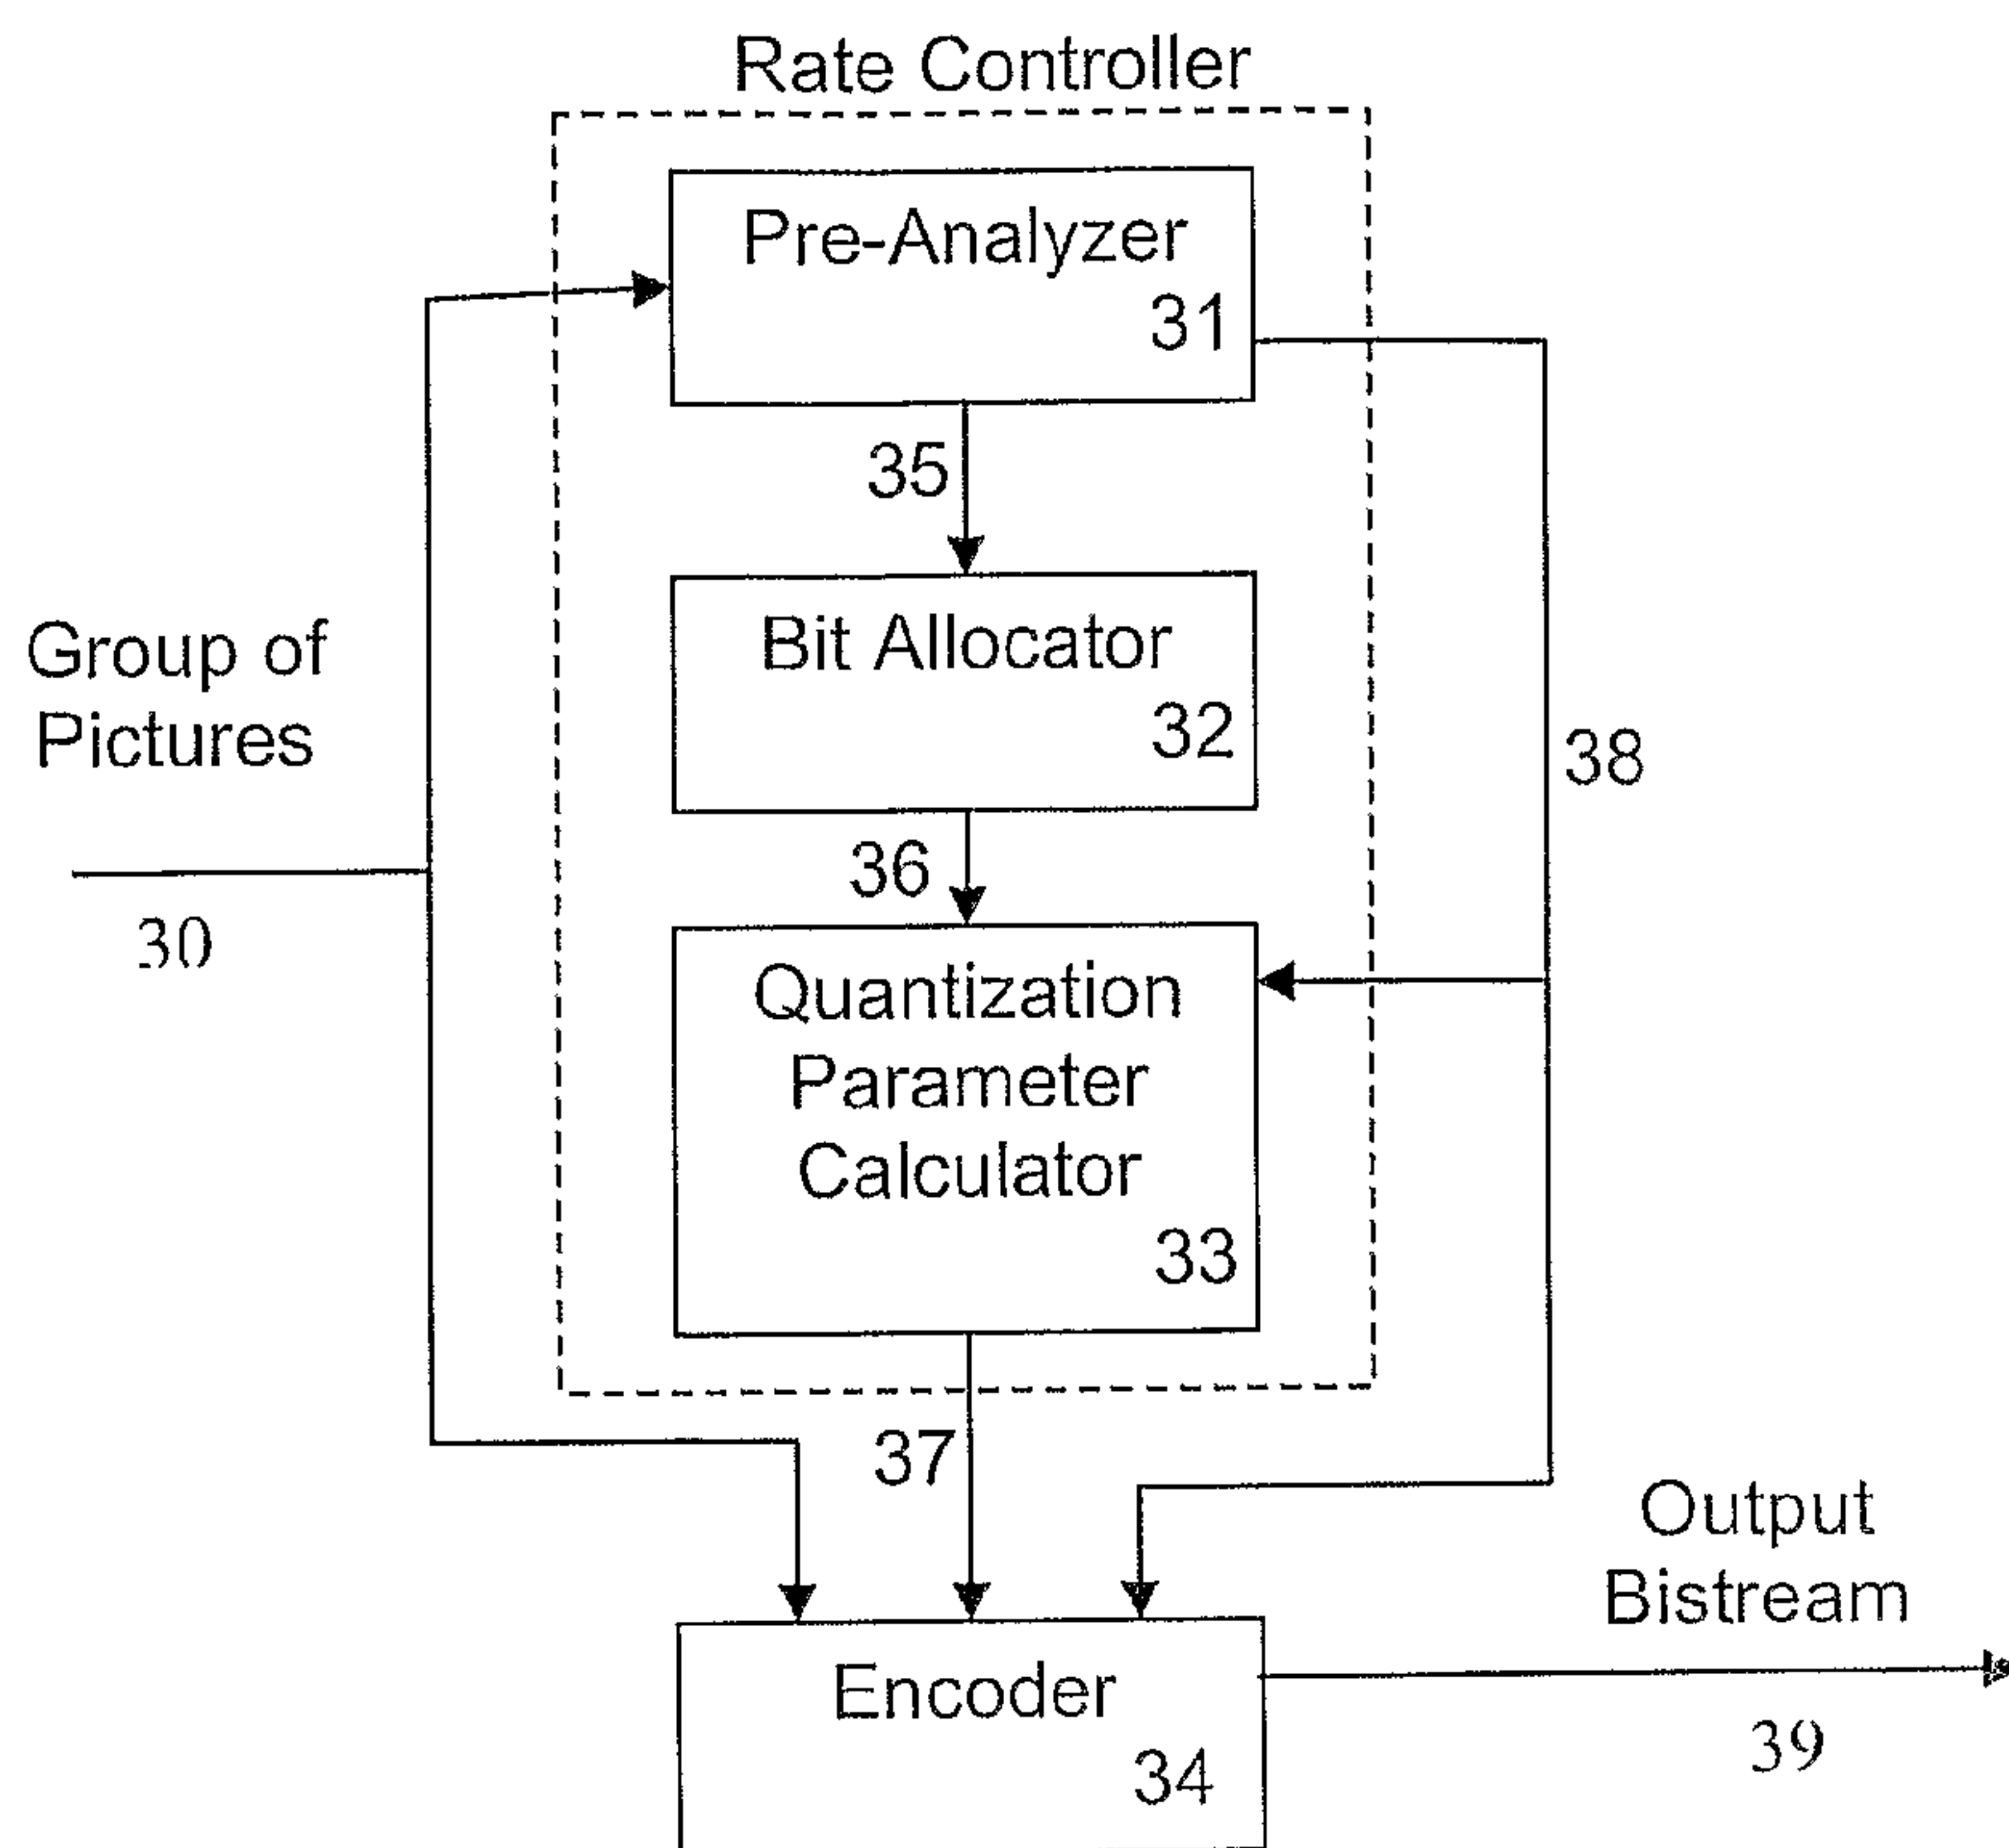 Rate Controller
Pre-Analyzer
31
35
Bit Allocator
32
Group of
Pictures
38
36
30
Quantization
Parameter
Calculator
33
37
Output
Bistream
Encoder
39
34